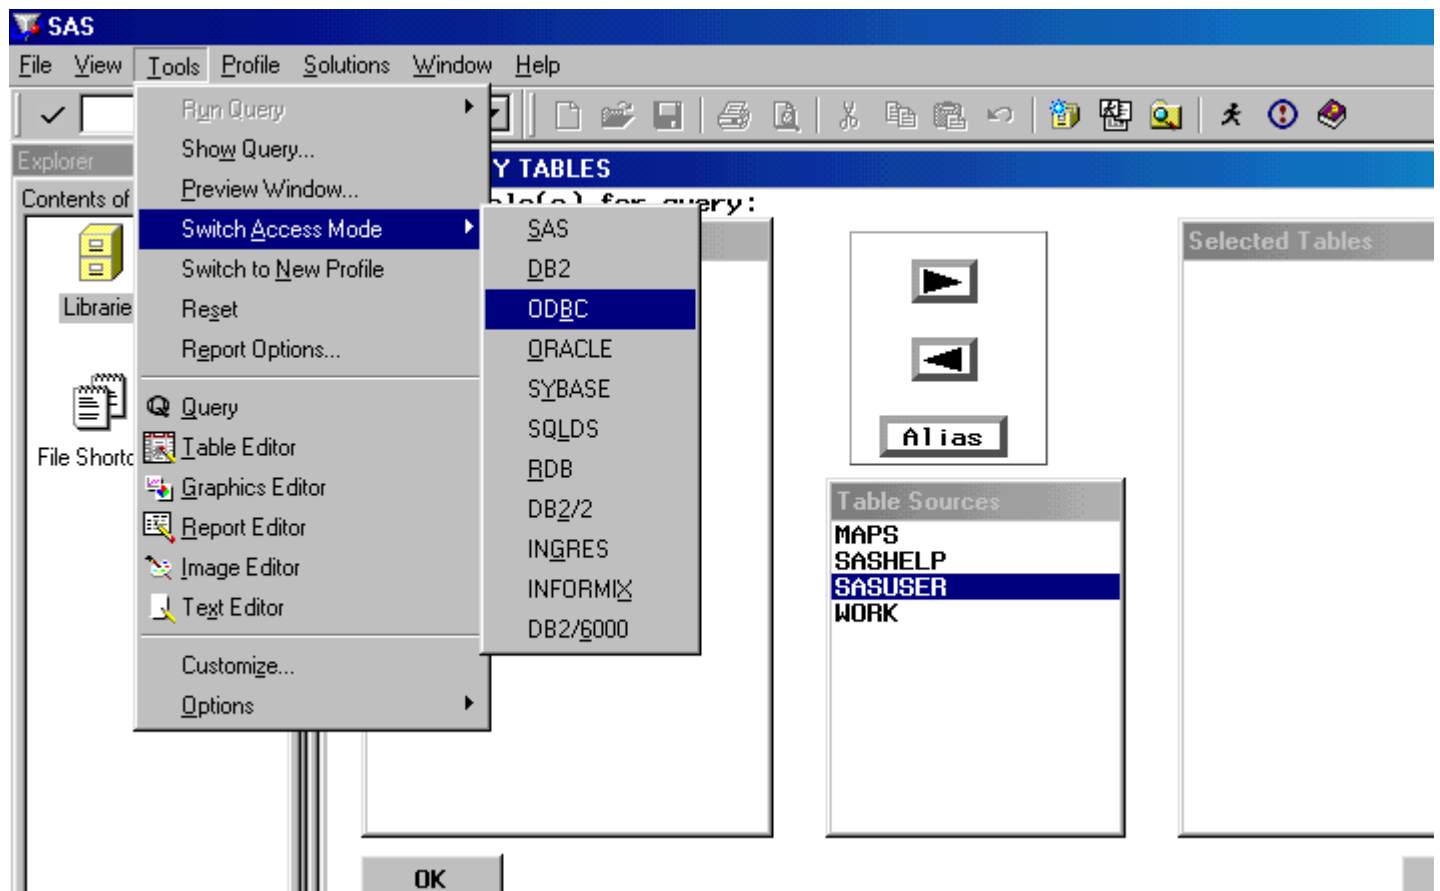 SAS
File View Tools Profile Solutions Window Help
Run Query
Show Query...
Preview Window...
Switch Access Mode
Switch to New Profile
Reset
Report Options...
Query
Table Editor
Graphics Editor
Report Editor
Image Editor
Text Editor
Customize...
Options
SAS
DB2
ODBC
ORACLE
SYBASE
SQLDS
RDB
DB2/2
INGRES
INFORMIX
DB2/6000
Explorer
Contents of
Librarie
File Shortc
Y TABLES
for query:
Alias
Table Sources
MAPS
SASHELP
SASUSER
WORK
Selected Tables
OK